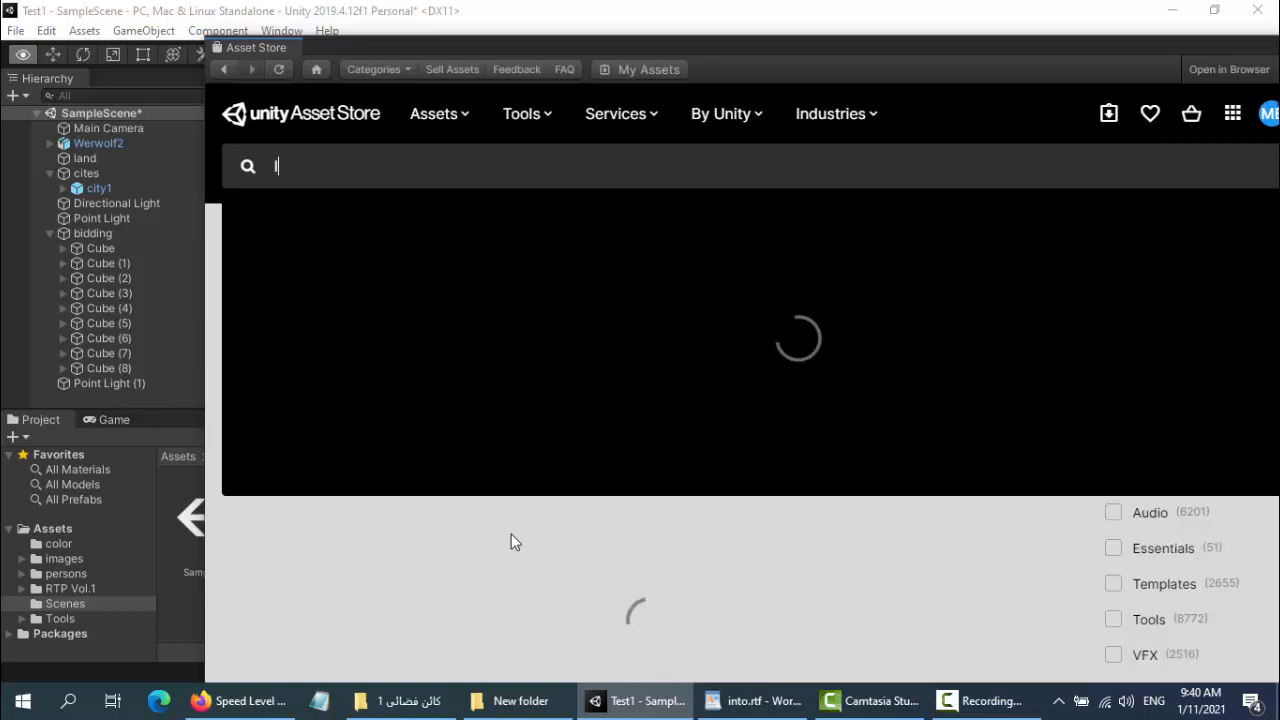 Test1 - SampleScene - PC, Mac & Linux Standalone - Unity 2019.4.12f1 Personal* <DX11>
File Edit Assets GameObject Component Window Help
Asset Store
Categories Sell Assets Feedback FAQ My Assets Open in Browser
Hierarchy
All
unity Asset Store Assets Tools Services By Unity Industries ME
SampleScene*
Main Camera
Werwolf2
land
cites
city1
Directional Light
Point Light
bidding
Cube
Cube (1)
Cube (2)
Cube (3)
Cube (4)
Cube (5)
Cube (6)
Cube (7)
Cube (8)
Point Light (1)
l
Project Game
Favorites
All Materials
All Models
All Prefabs
Assets
Assets
color
images
persons
RTP Vol.1
Scenes
Tools
Packages
Samp
Audio (6201)
Essentials (51)
Templates (2655)
Tools (8772)
VFX (2516)
Speed Level ...
كائن فضائى 1
New folder
Test1 - Sampl...
into.rtf - Wor...
Camtasia Stu...
Recording...
ENG
9:40 AM
1/11/2021
4